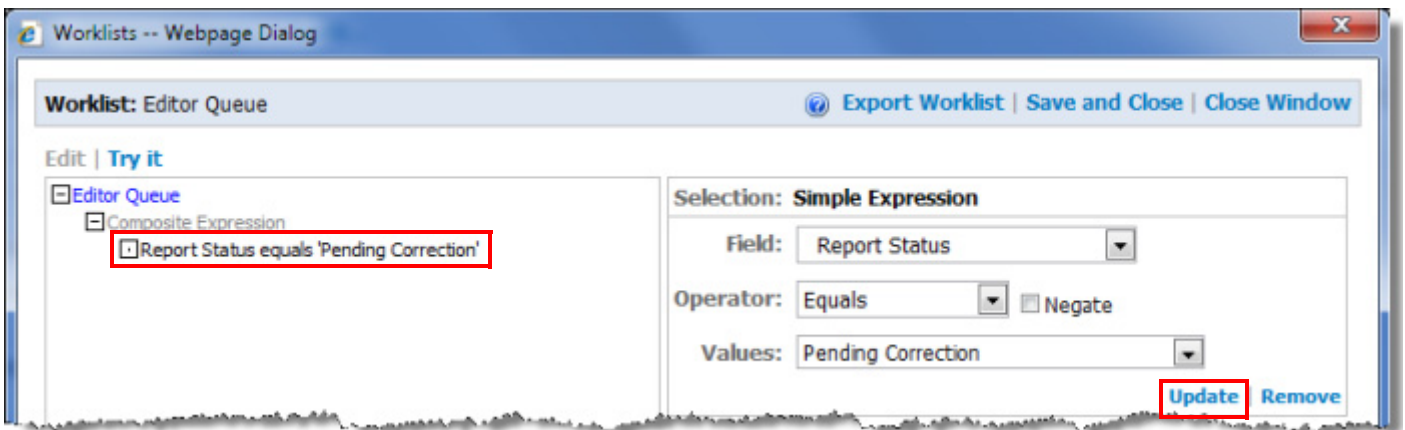 Worklists -- Webpage Dialog
Worklist: Editor Queue
Export Worklist | Save and Close | Close Window
Edit | Try it
Editor Queue
Composite Expression
Report Status equals 'Pending Correction'
Selection: Simple Expression
Field: Report Status
Operator: Equals Negate
Values: Pending Correction
Update Remove